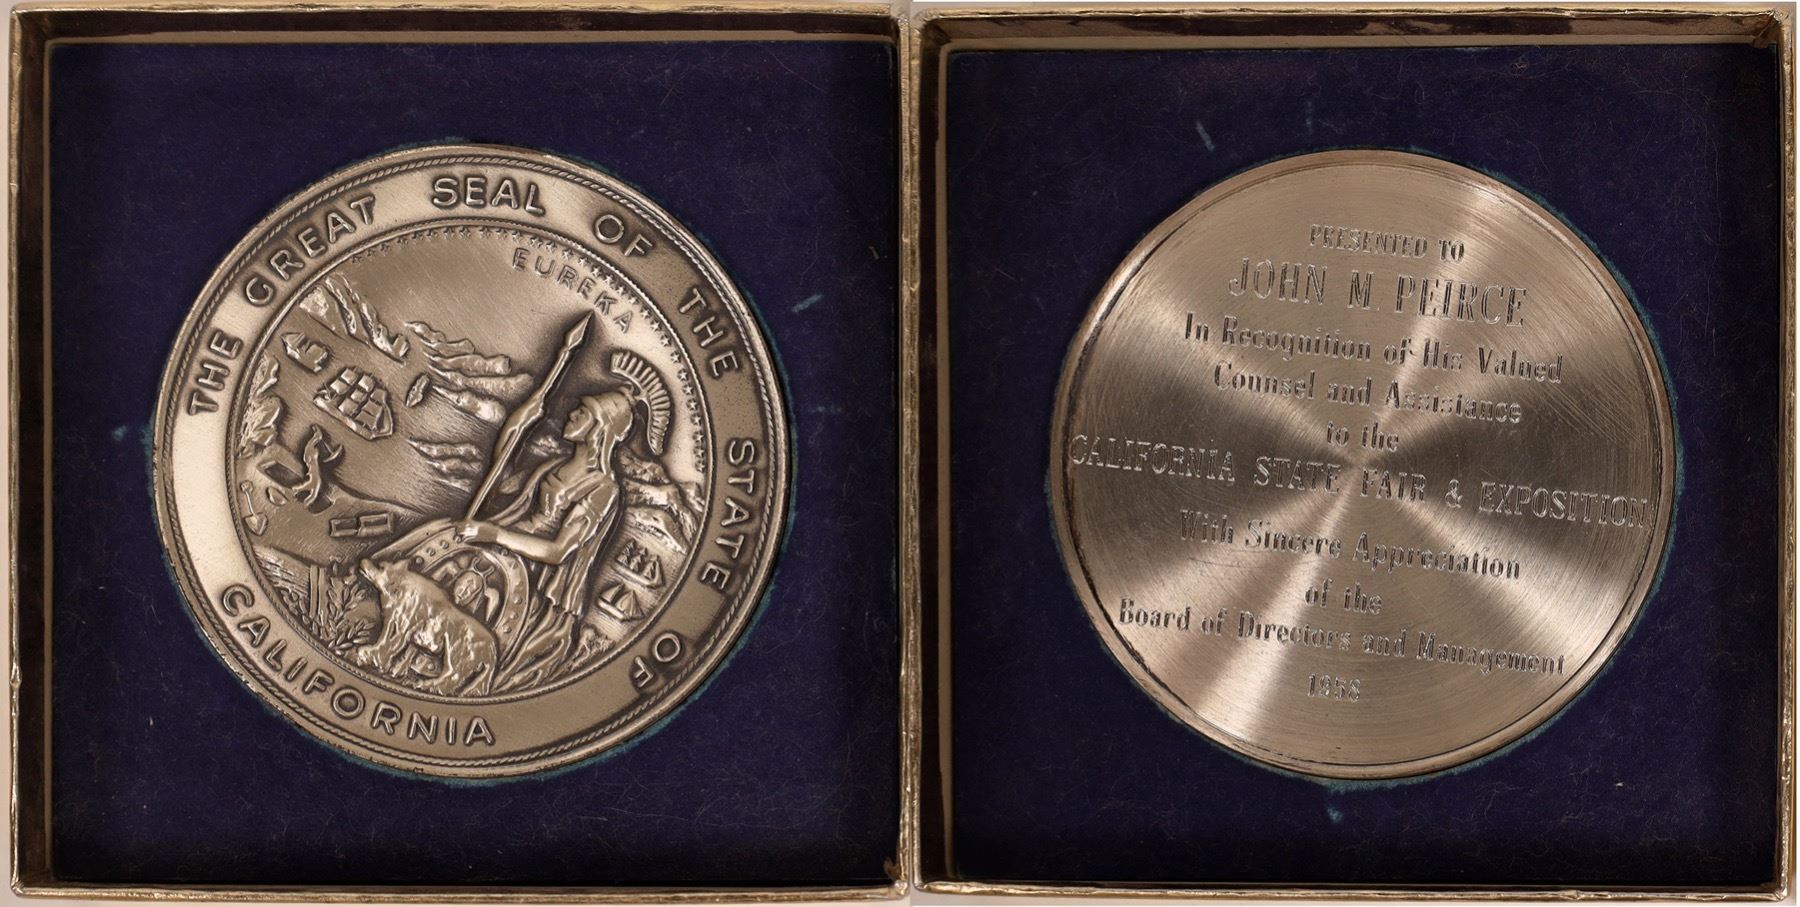 THE GREAT SEAL OF THE STATE OF CALIFORNIA
EUREKA
PRESENTED TO
JOHN M. PEIRCE
In Recognition of His Valued
Counsel and Assistance
to the
CALIFORNIA STATE FAIR & EXPOSITION
With Sincere Appreciation
of the
Board of Directors and Management
1958